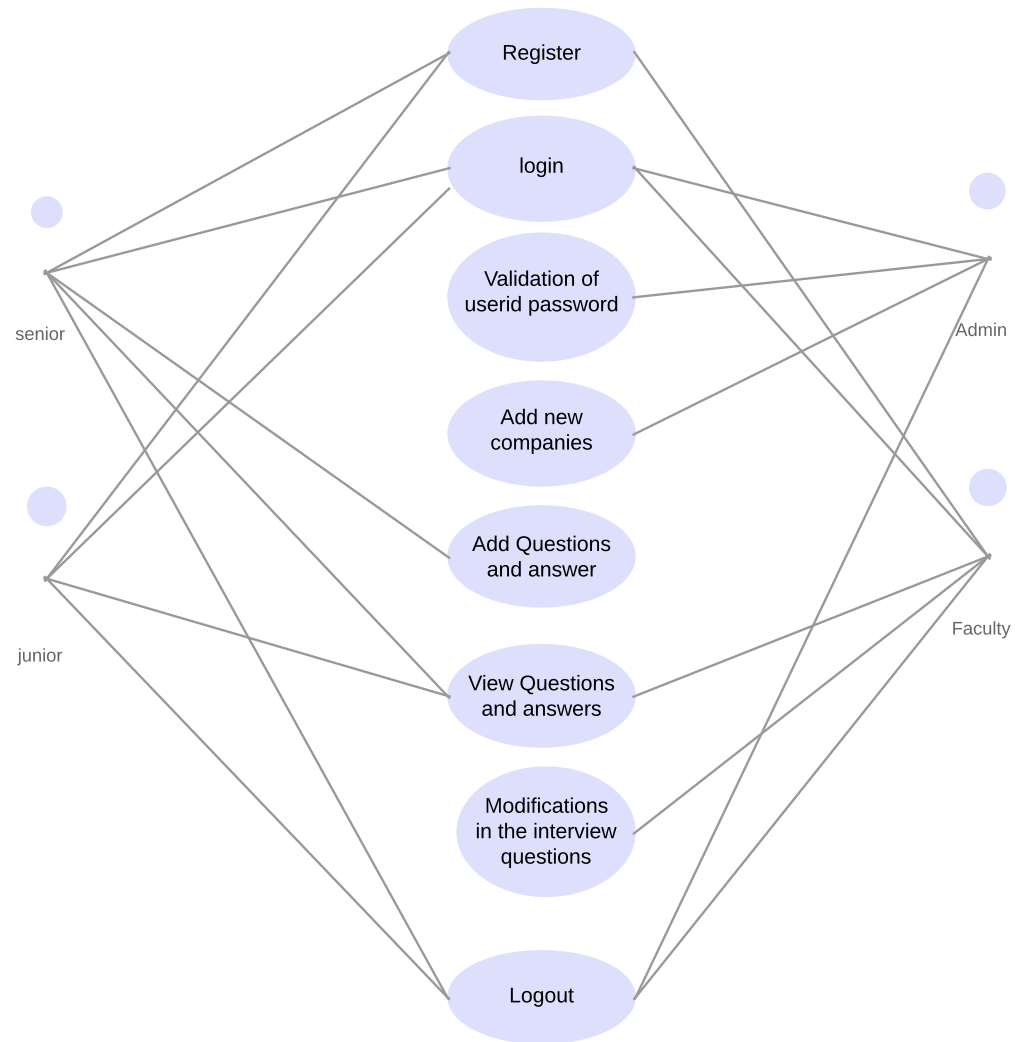 Register
login
Validation of
userid password
senior
Admin
Add new
companies
Add Questions
and answer
junior
Faculty
View Questions
and answers
Modifications
in the interview
questions
Logout